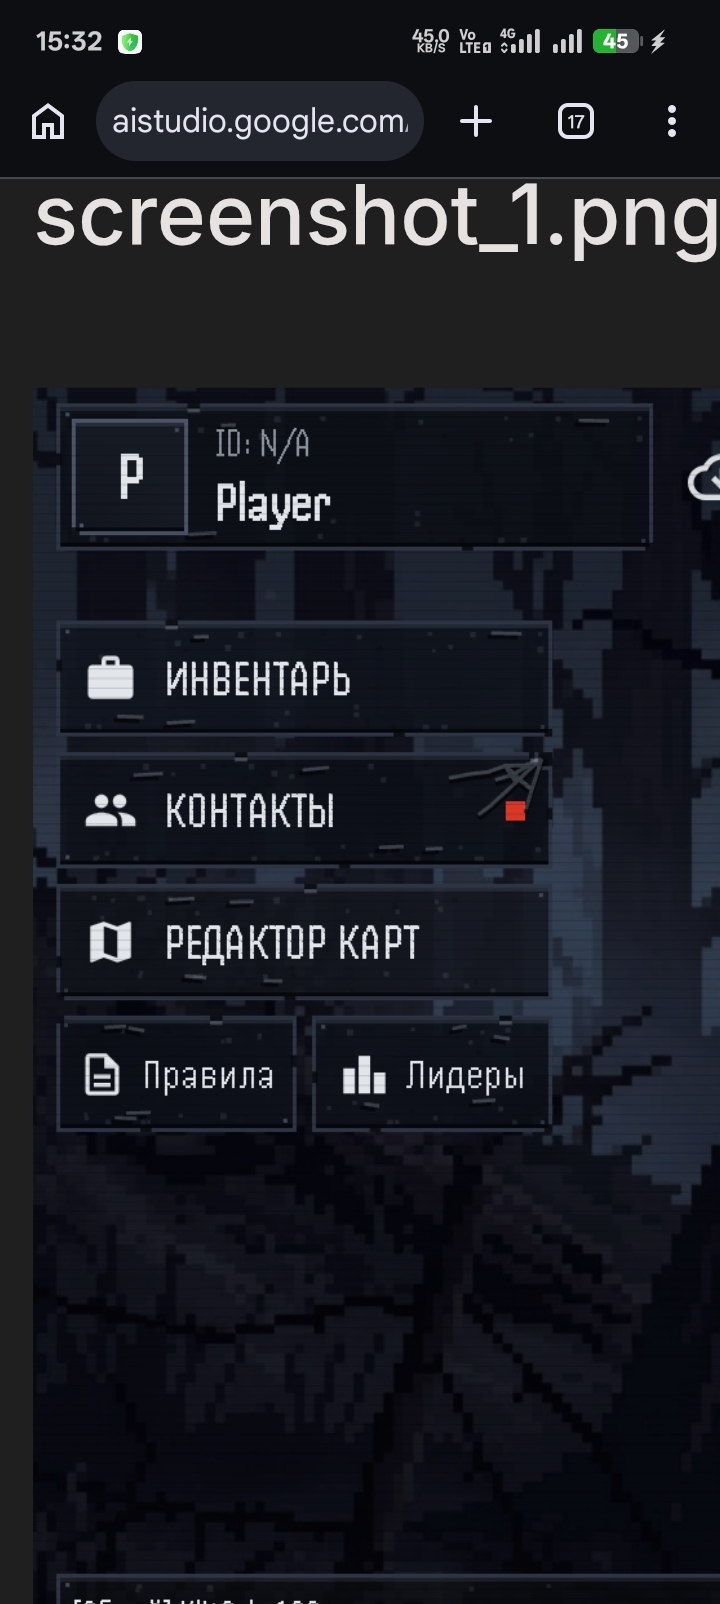 15:32
45.0 KB/S Vo LTE 4G 45
aistudio.google.com/
17
screenshot_1.png
P
ID: N/A
Player
ИНВЕНТАРЬ
КОНТАКТЫ
РЕДАКТОР КАРТ
Правила
Лидеры